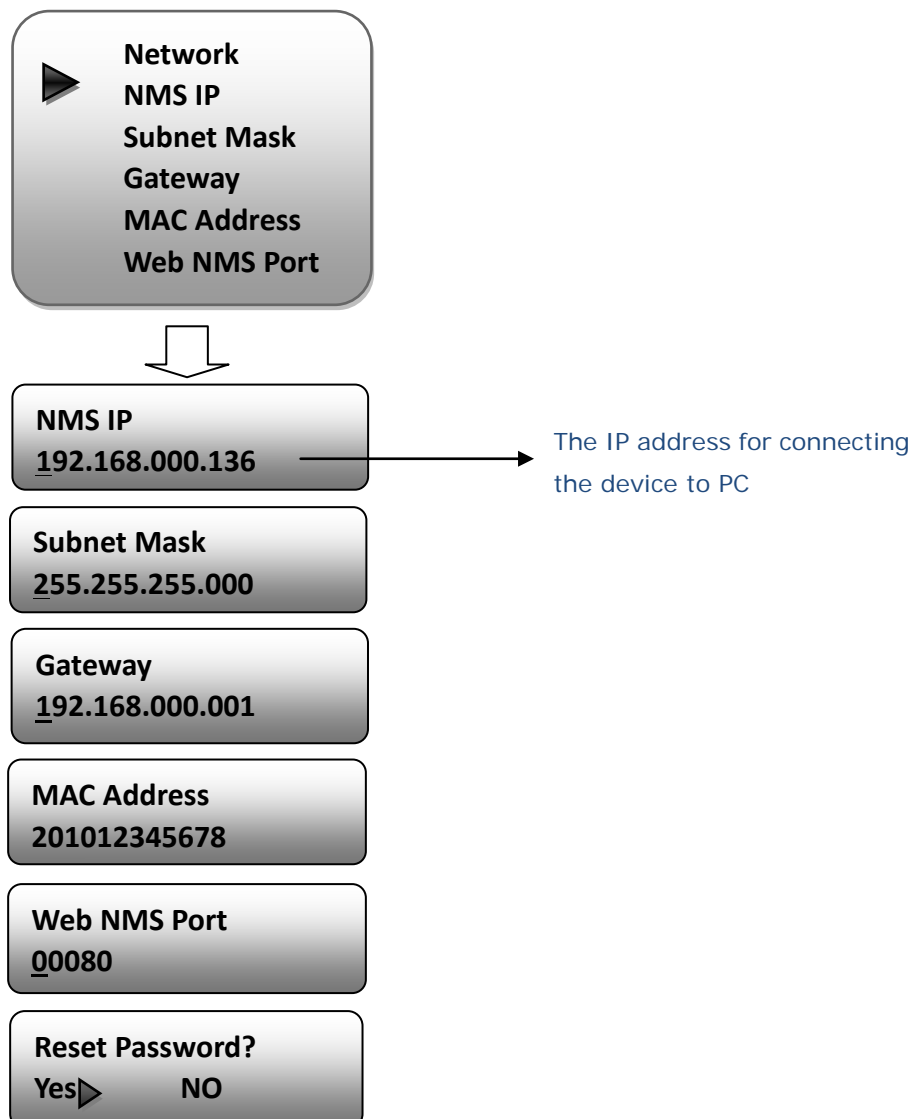 Network
NMS IP
Subnet Mask
Gateway
MAC Address
Web NMS Port
NMS IP
192.168.000.136
The IP address for connecting
the device to PC
Subnet Mask
255.255.255.000
Gateway
192.168.000.001
MAC Address
201012345678
Web NMS Port
00080
Reset Password?
Yes NO